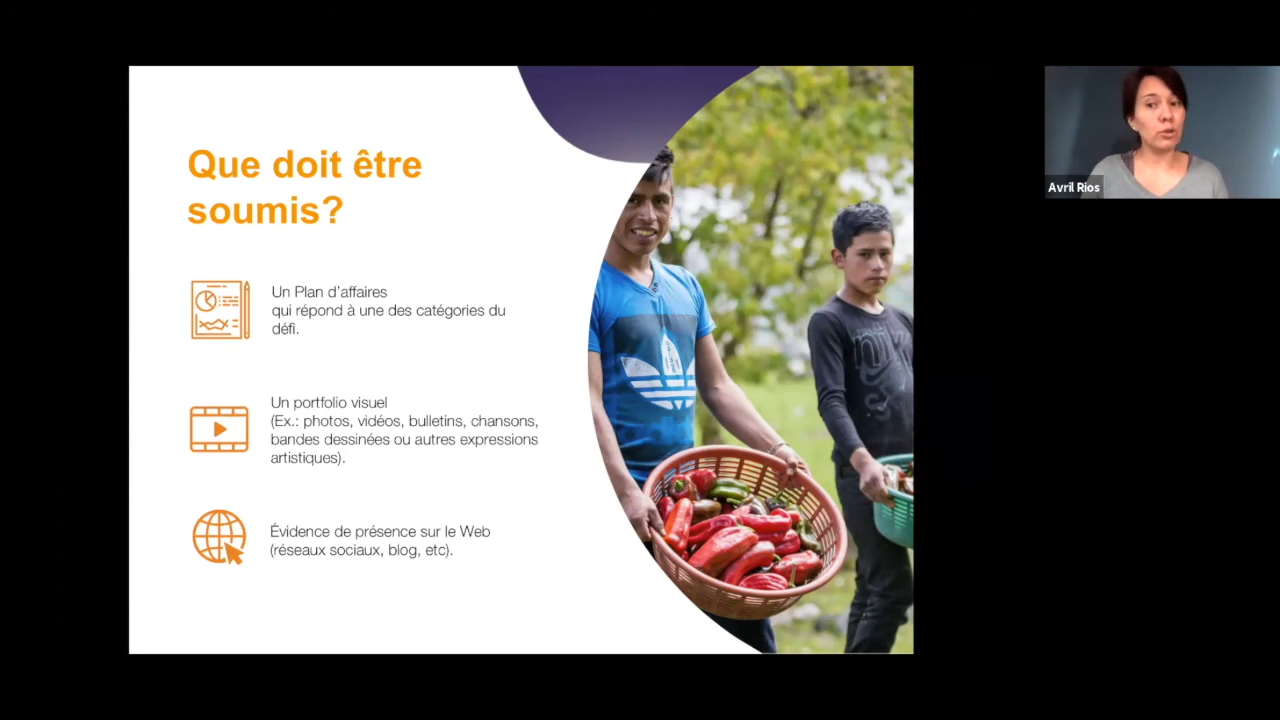 Que doit être
soumis?
Un Plan d’affaires
qui répond à une des catégories du
défi.
Un portfolio visuel
(Ex.: photos, vidéos, bulletins, chansons,
bandes dessinées ou autres expressions
artistiques).
Évidence de présence sur le Web
(réseaux sociaux, blog, etc).
Avril Rios